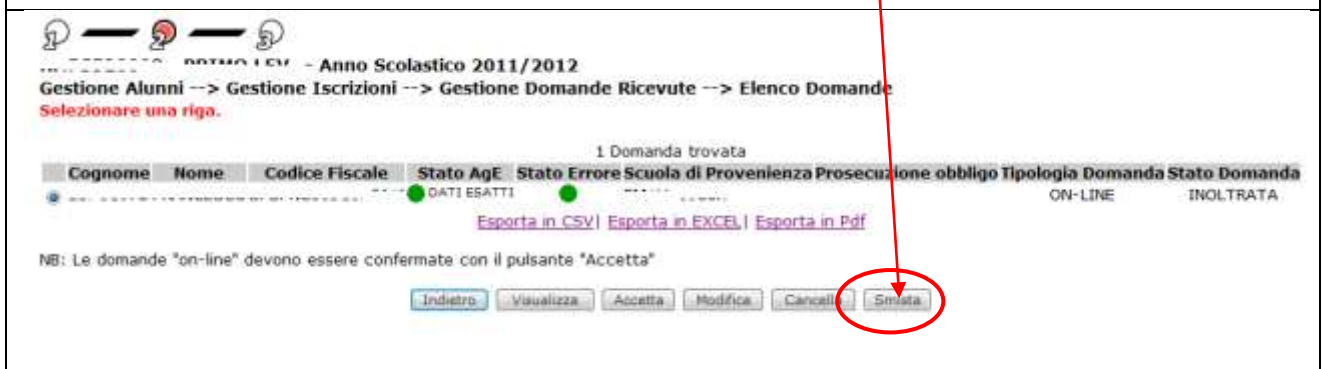 1 2 3
- Anno Scolastico 2011/2012
Gestione Alunni --> Gestione Iscrizioni --> Gestione Domande Ricevute --> Elenco Domande
Selezionare una riga.
1 Domanda trovata
Cognome Nome Codice Fiscale Stato AgE Stato Errore Scuola di Provenienza Prosecuzione obbligo Tipologia Domanda Stato Domanda
DATI ESATTI ON-LINE INOLTRATA
Esporta in CSV| Esporta in EXCEL| Esporta in Pdf
NB: Le domande "on-line" devono essere confermate con il pulsante "Accetta"
Indietro Visualizza Accetta Modifica Cancella Smista